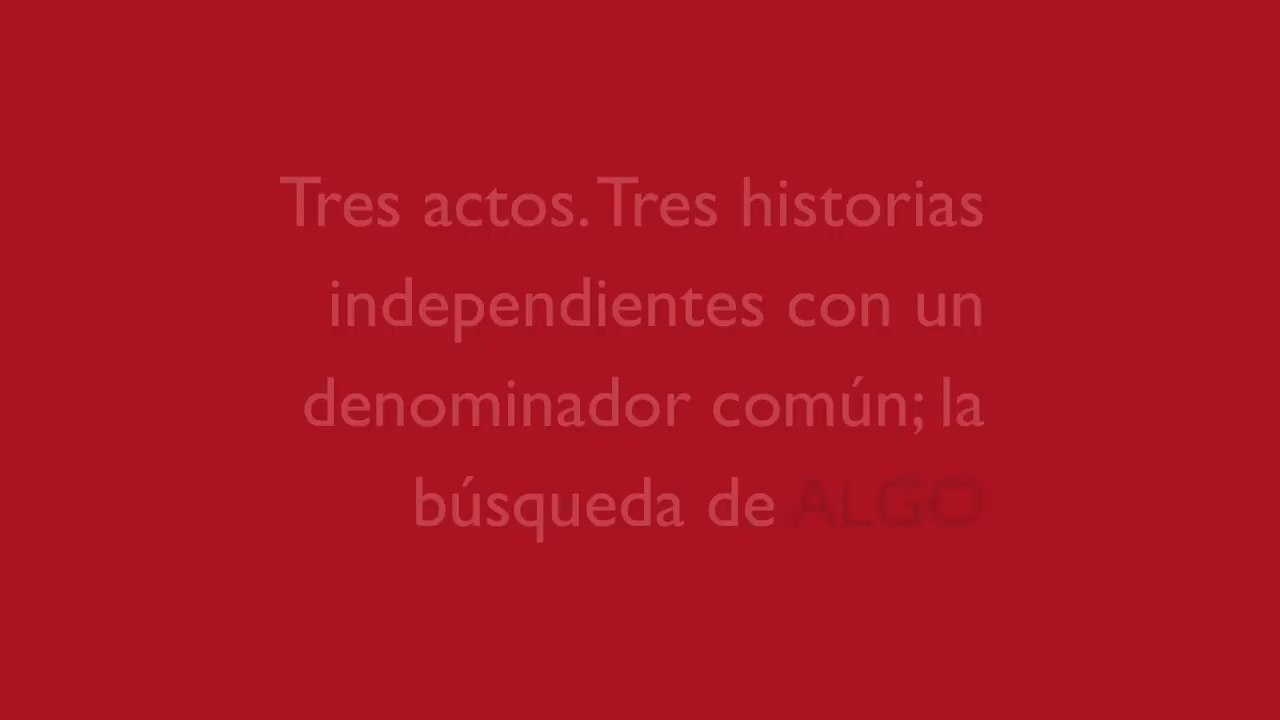 Tres actos. Tres historias
independientes con un
denominador común; la
búsqueda de ALGO